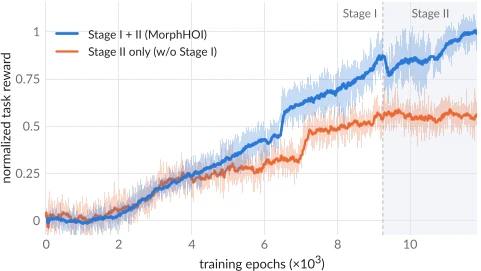 Stage I Stage II
Stage I + II (MorphHOI)
Stage II only (w/o Stage I)
normalized task reward
1
0.75
0.5
0.25
0
0 2 4 6 8 10
training epochs (×10³)